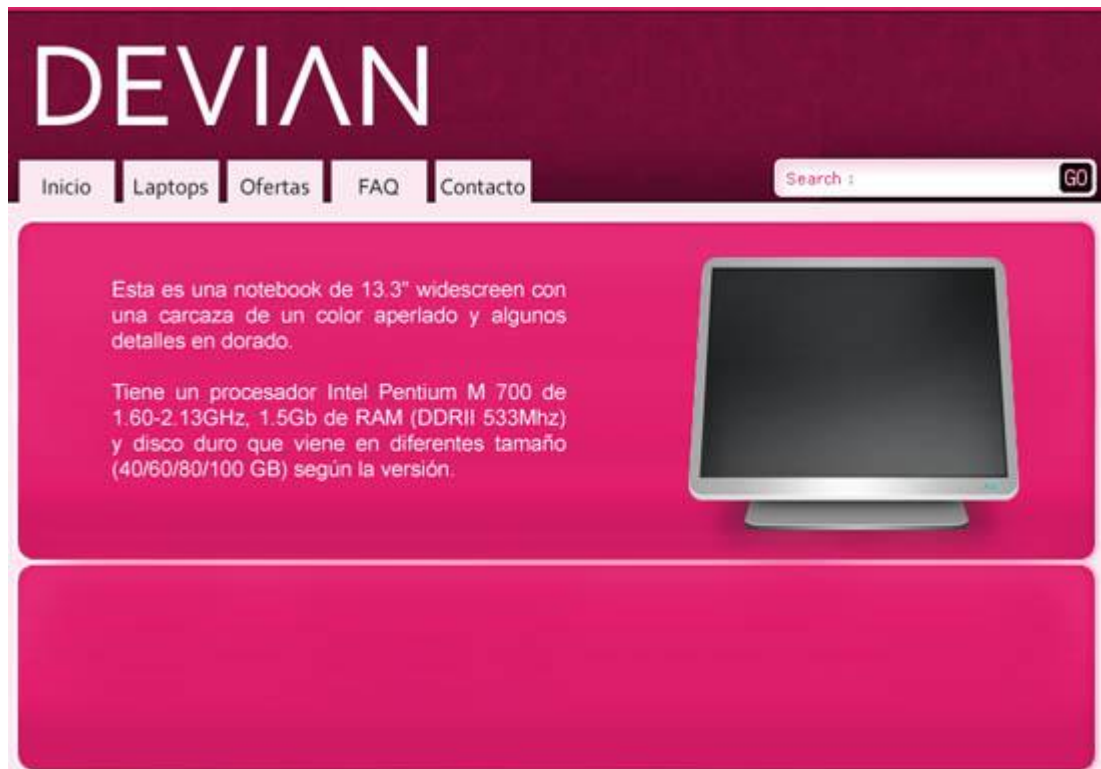 DEVIAN
Inicio
Laptops
Ofertas
FAQ
Contacto
Search :
GO
Esta es una notebook de 13.3" widescreen con
una carcaza de un color aperlado y algunos
detalles en dorado.
Tiene un procesador Intel Pentium M 700 de
1.60-2.13GHz, 1.5Gb de RAM (DDRII 533Mhz)
y disco duro que viene en diferentes tamaño
(40/60/80/100 GB) según la versión.